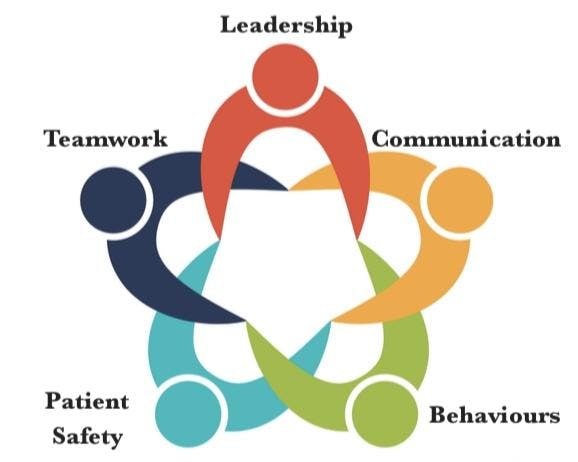 Leadership
Teamwork
Communication
Patient
Safety
Behaviours